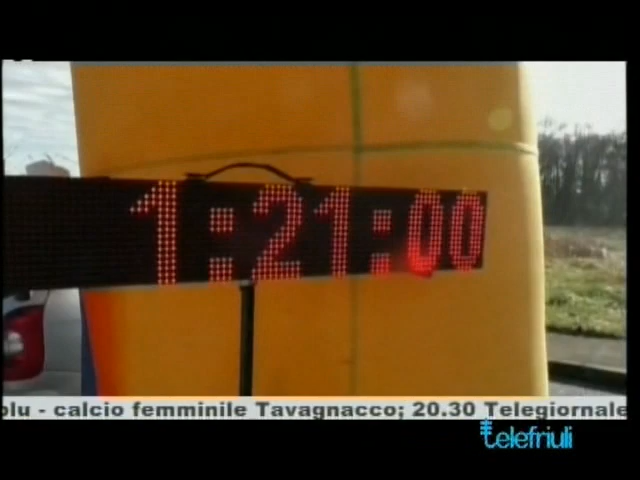 1:21:00
olu - calcio femminile Tavagnacco; 20.30 Telegiornale
telefriuli